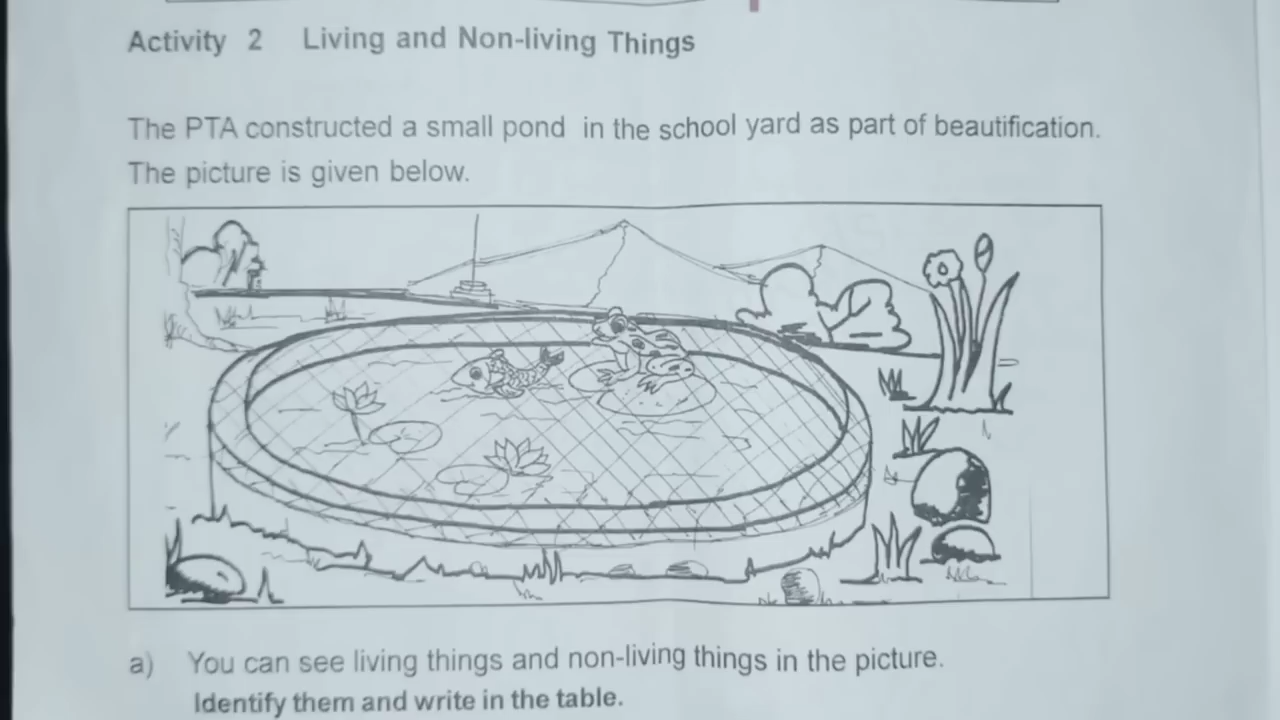 Activity 2 Living and Non-living Things
The PTA constructed a small pond in the school yard as part of beautification.
The picture is given below.
a) You can see living things and non-living things in the picture.
Identify them and write in the table.